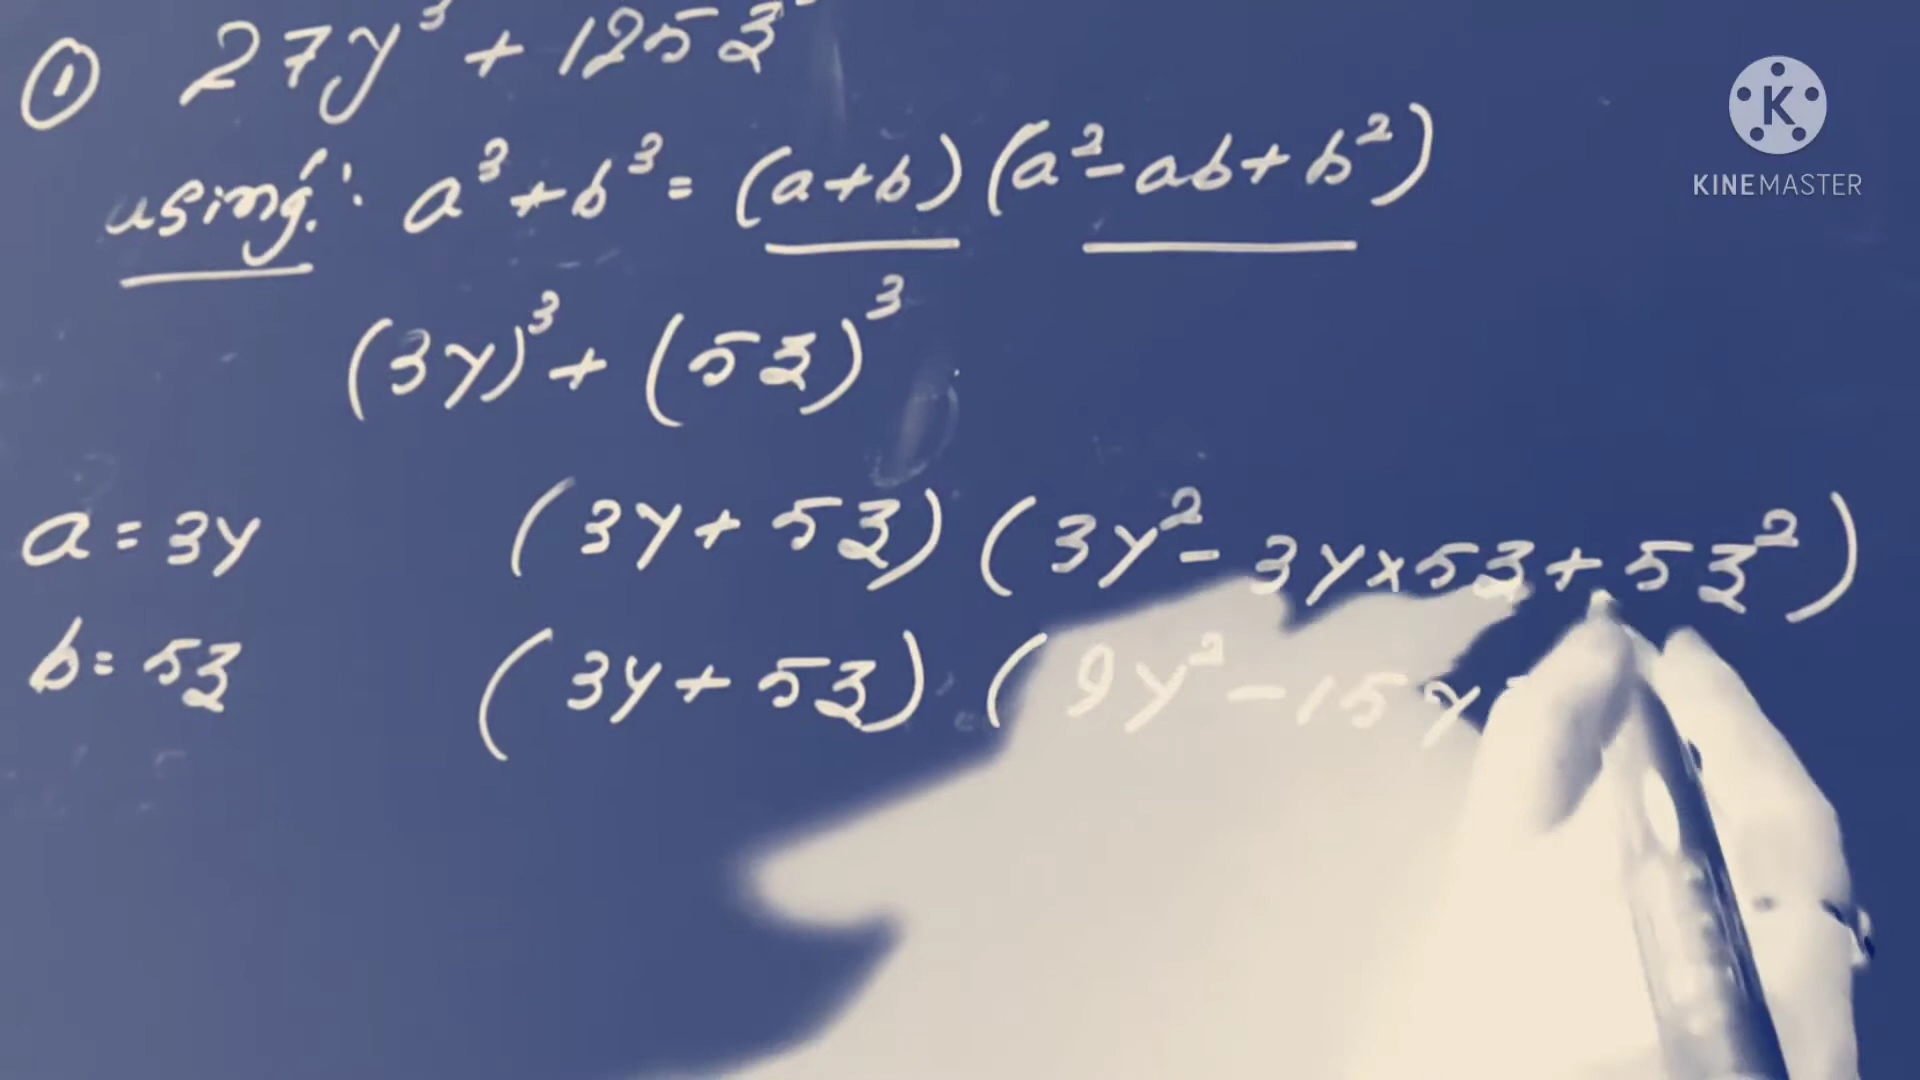 ① 27y³ + 125z
using: a³ + b³ = (a+b) (a² - ab + b²)
(3y)³ + (5z)³
a = 3y
(3y + 5z) (3y² - 3y×5z + 5z²)
b = 5z
(3y + 5z) (9y² - 15y
K
KINEMASTER